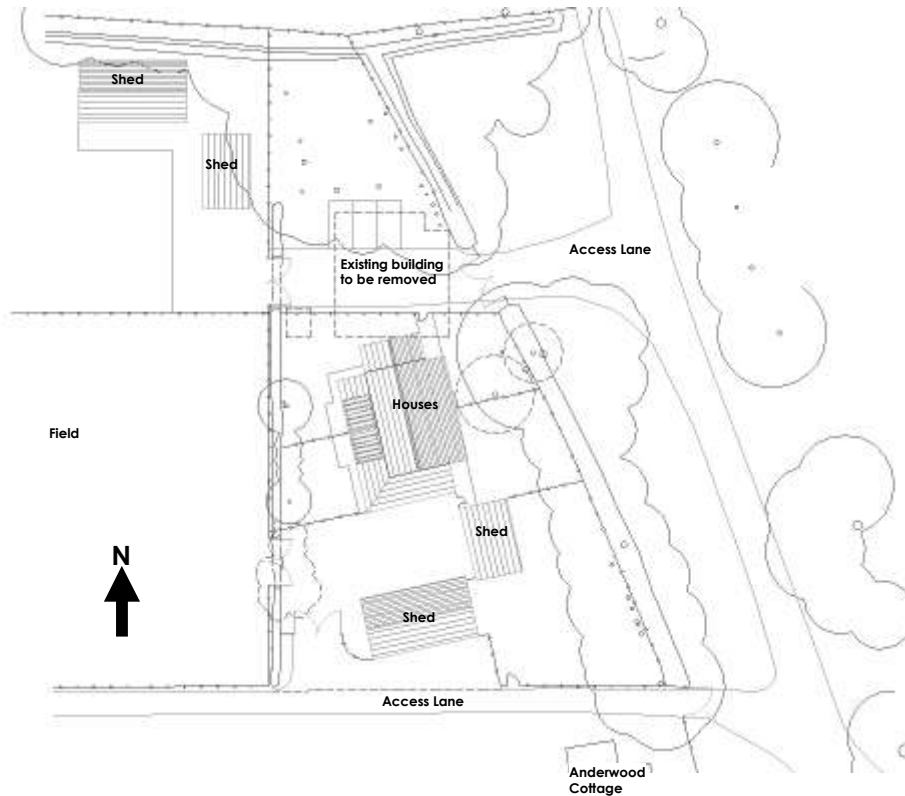 Shed
Shed
Access Lane
Existing building
to be removed
Houses
Field
Shed
N
Shed
Access Lane
Anderwood
Cottage